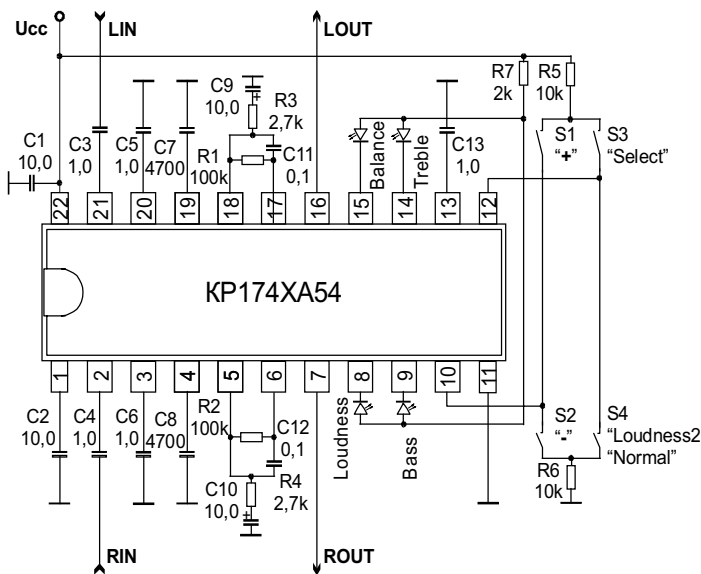 Ucc
LIN
LOUT
C1
10,0
C3
1,0
C5
1,0
C7
4700
C9
10,0
R3
2,7k
R1
100k
C11
0,1
Balance
Treble
C13
1,0
R7
2k
R5
10k
S1
“+”
S3
“Select”
22
21
20
19
18
17
16
15
14
13
12
КР174ХА54
1
2
3
4
5
6
7
8
9
10
11
C2
10,0
C4
1,0
C6
1,0
C8
4700
R2
100k
C12
0,1
C10
10,0
R4
2,7k
Loudness
Bass
S2
“-”
S4
“Loudness2
“Normal”
R6
10k
RIN
ROUT